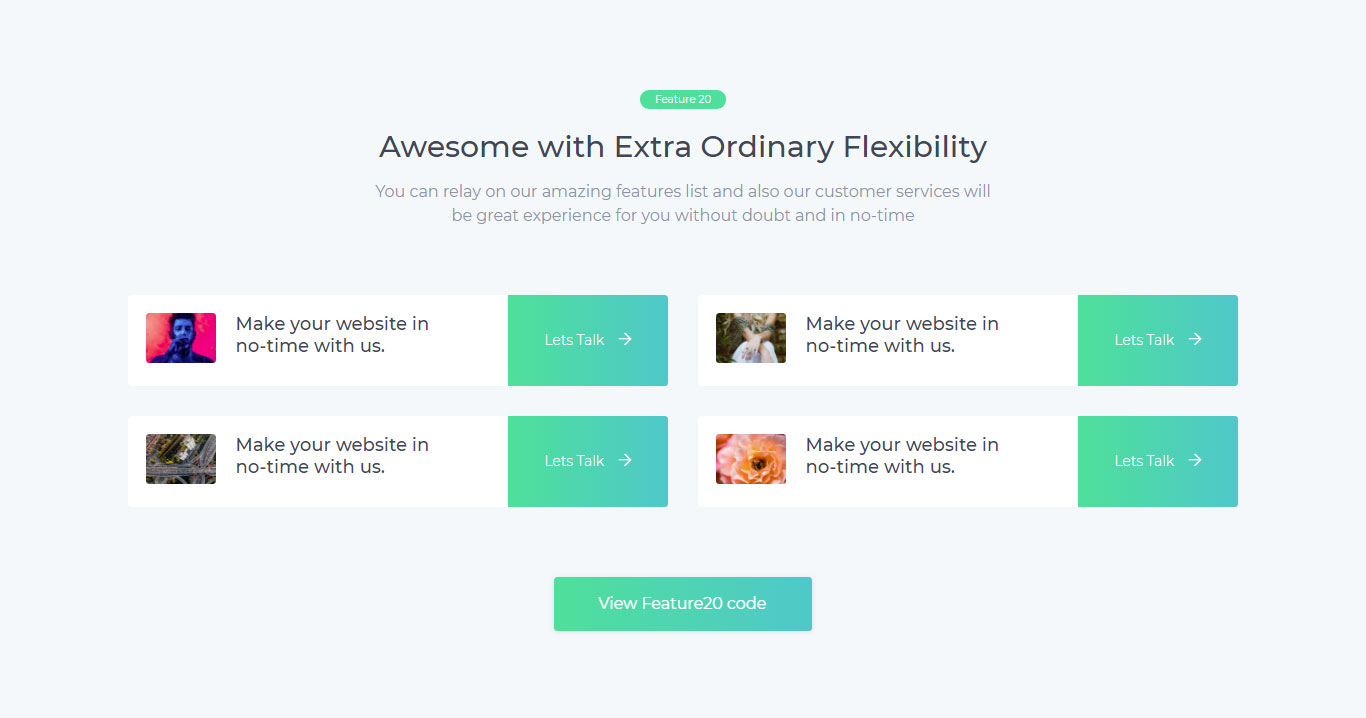 Feature 20
Awesome with Extra Ordinary Flexibility
You can relay on our amazing features list and also our customer services will
be great experience for you without doubt and in no-time
Make your website in
no-time with us.
Lets Talk
Make your website in
no-time with us.
Lets Talk
Make your website in
no-time with us.
Lets Talk
Make your website in
no-time with us.
Lets Talk
View Feature20 code